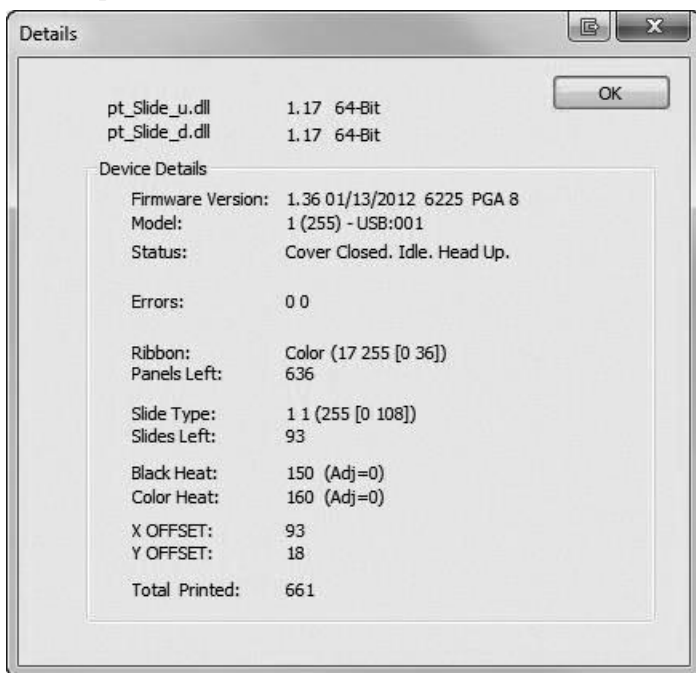 Details
OK
pt_Slide_u.dll 1.17 64-Bit
pt_Slide_d.dll 1.17 64-Bit
Device Details
Firmware Version: 1.36 01/13/2012 6225 PGA 8
Model: 1 (255) - USB:001
Status: Cover Closed. Idle. Head Up.
Errors: 0 0
Ribbon: Color (17 255 [0 36])
Panels Left: 636
Slide Type: 1 1 (255 [0 108])
Slides Left: 93
Black Heat: 150 (Adj=0)
Color Heat: 160 (Adj=0)
X OFFSET: 93
Y OFFSET: 18
Total Printed: 661